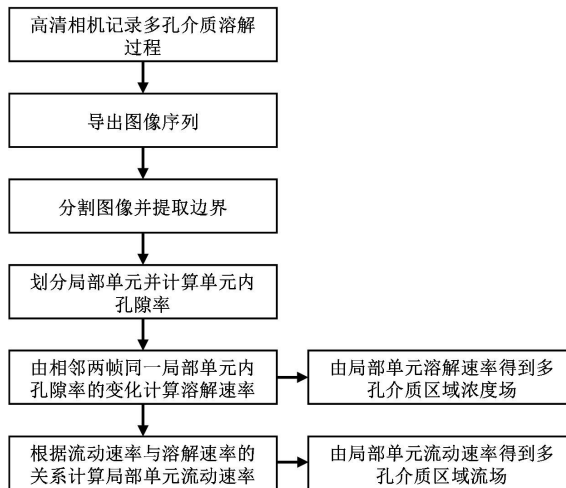 高清相机记录多孔介质溶解
过程
导出图像序列
分割图像并提取边界
划分局部单元并计算单元内
孔隙率
由相邻两帧同一局部单元内
孔隙率的变化计算溶解速率
由局部单元溶解速率得到多
孔介质区域浓度场
根据流动速率与溶解速率的
关系计算局部单元流动速率
由局部单元流动速率得到多
孔介质区域流场